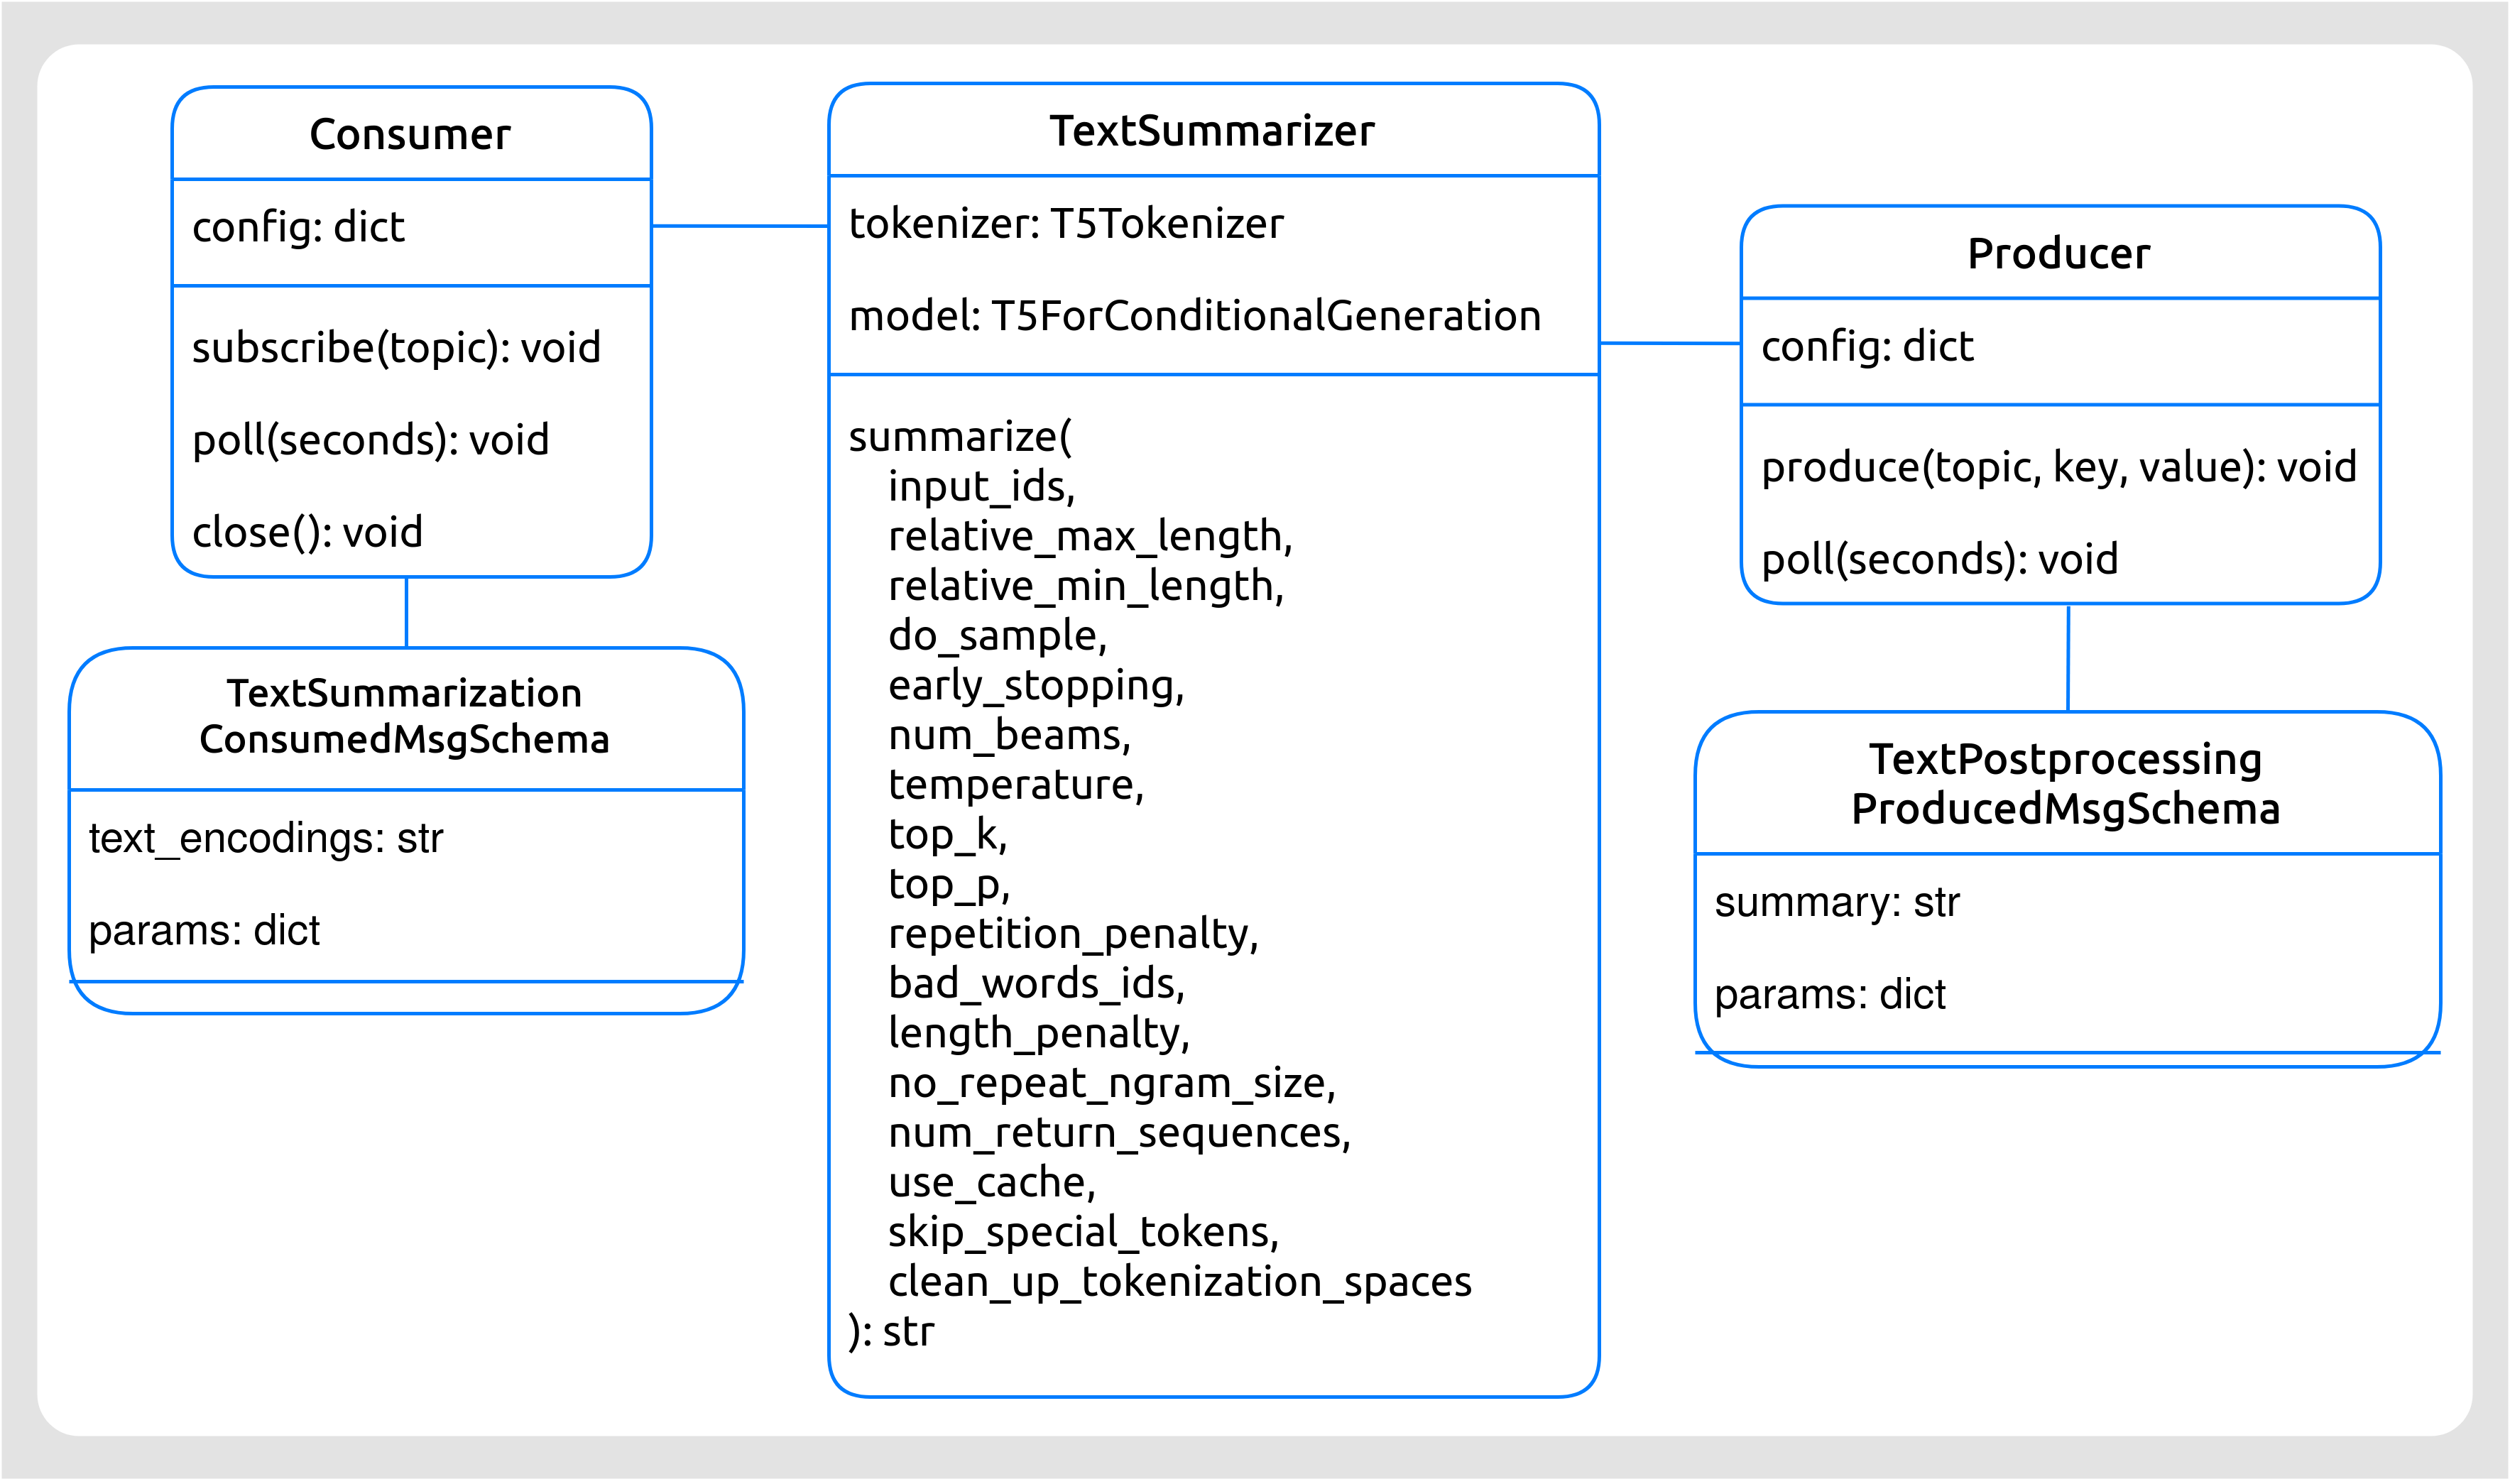 Consumer
config: dict
subscribe(topic): void
poll(seconds): void
close(): void
TextSummarization
ConsumedMsgSchema
text_encodings: str
params: dict
TextSummarizer
tokenizer: T5Tokenizer
model: T5ForConditionalGeneration
summarize(
input_ids,
relative_max_length,
relative_min_length,
do_sample,
early_stopping,
num_beams,
temperature,
top_k,
top_p,
repetition_penalty,
bad_words_ids,
length_penalty,
no_repeat_ngram_size,
num_return_sequences,
use_cache,
skip_special_tokens,
clean_up_tokenization_spaces
): str
Producer
config: dict
produce(topic, key, value): void
poll(seconds): void
TextPostprocessing
ProducedMsgSchema
summary: str
params: dict